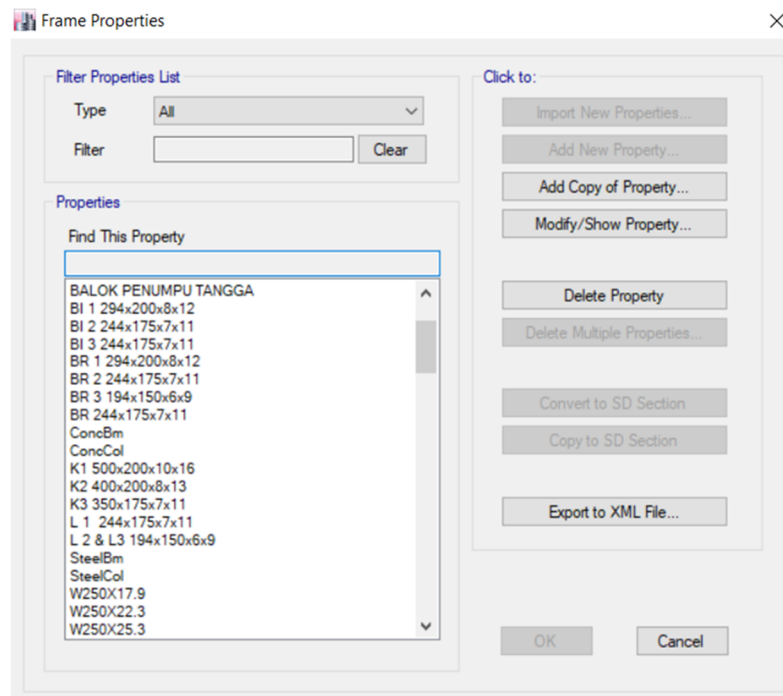 Frame Properties
Filter Properties List
Type
All
Filter
Clear
Properties
Find This Property
BALOK PENUMPU TANGGA
BI 1 294x200x8x12
BI 2 244x175x7x11
BI 3 244x175x7x11
BR 1 294x200x8x12
BR 2 244x175x7x11
BR 3 194x150x6x9
BR 244x175x7x11
ConcBm
ConcCol
K1 500x200x10x16
K2 400x200x8x13
K3 350x175x7x11
L 1  244x175x7x11
L 2 & L3 194x150x6x9
SteelBm
SteelCol
W250X17.9
W250X22.3
W250X25.3
Click to:
Import New Properties...
Add New Property...
Add Copy of Property...
Modify/Show Property...
Delete Property
Delete Multiple Properties...
Convert to SD Section
Copy to SD Section
Export to XML File...
OK
Cancel